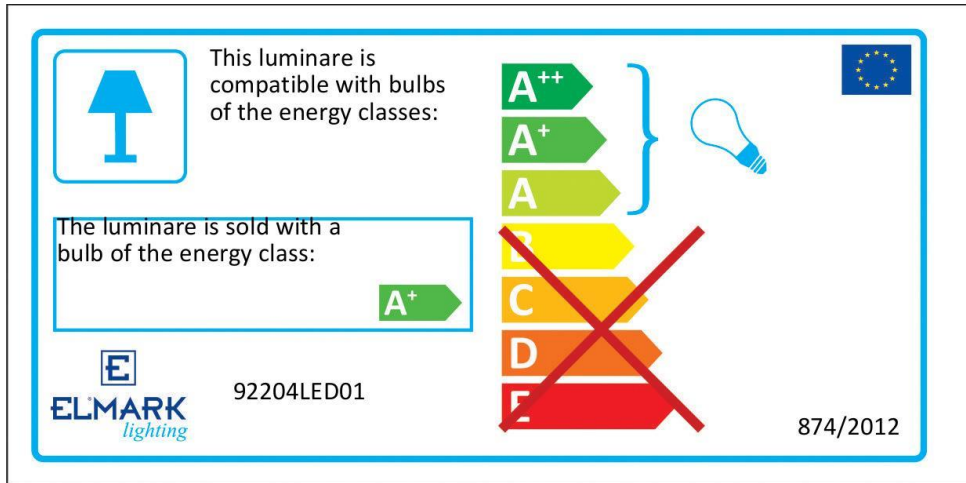 This luminare is
compatible with bulbs
of the energy classes:
A++
A+
A
B
C
D
E
The luminare is sold with a
bulb of the energy class:
A+
E
ELMARK
lighting
92204LED01
874/2012